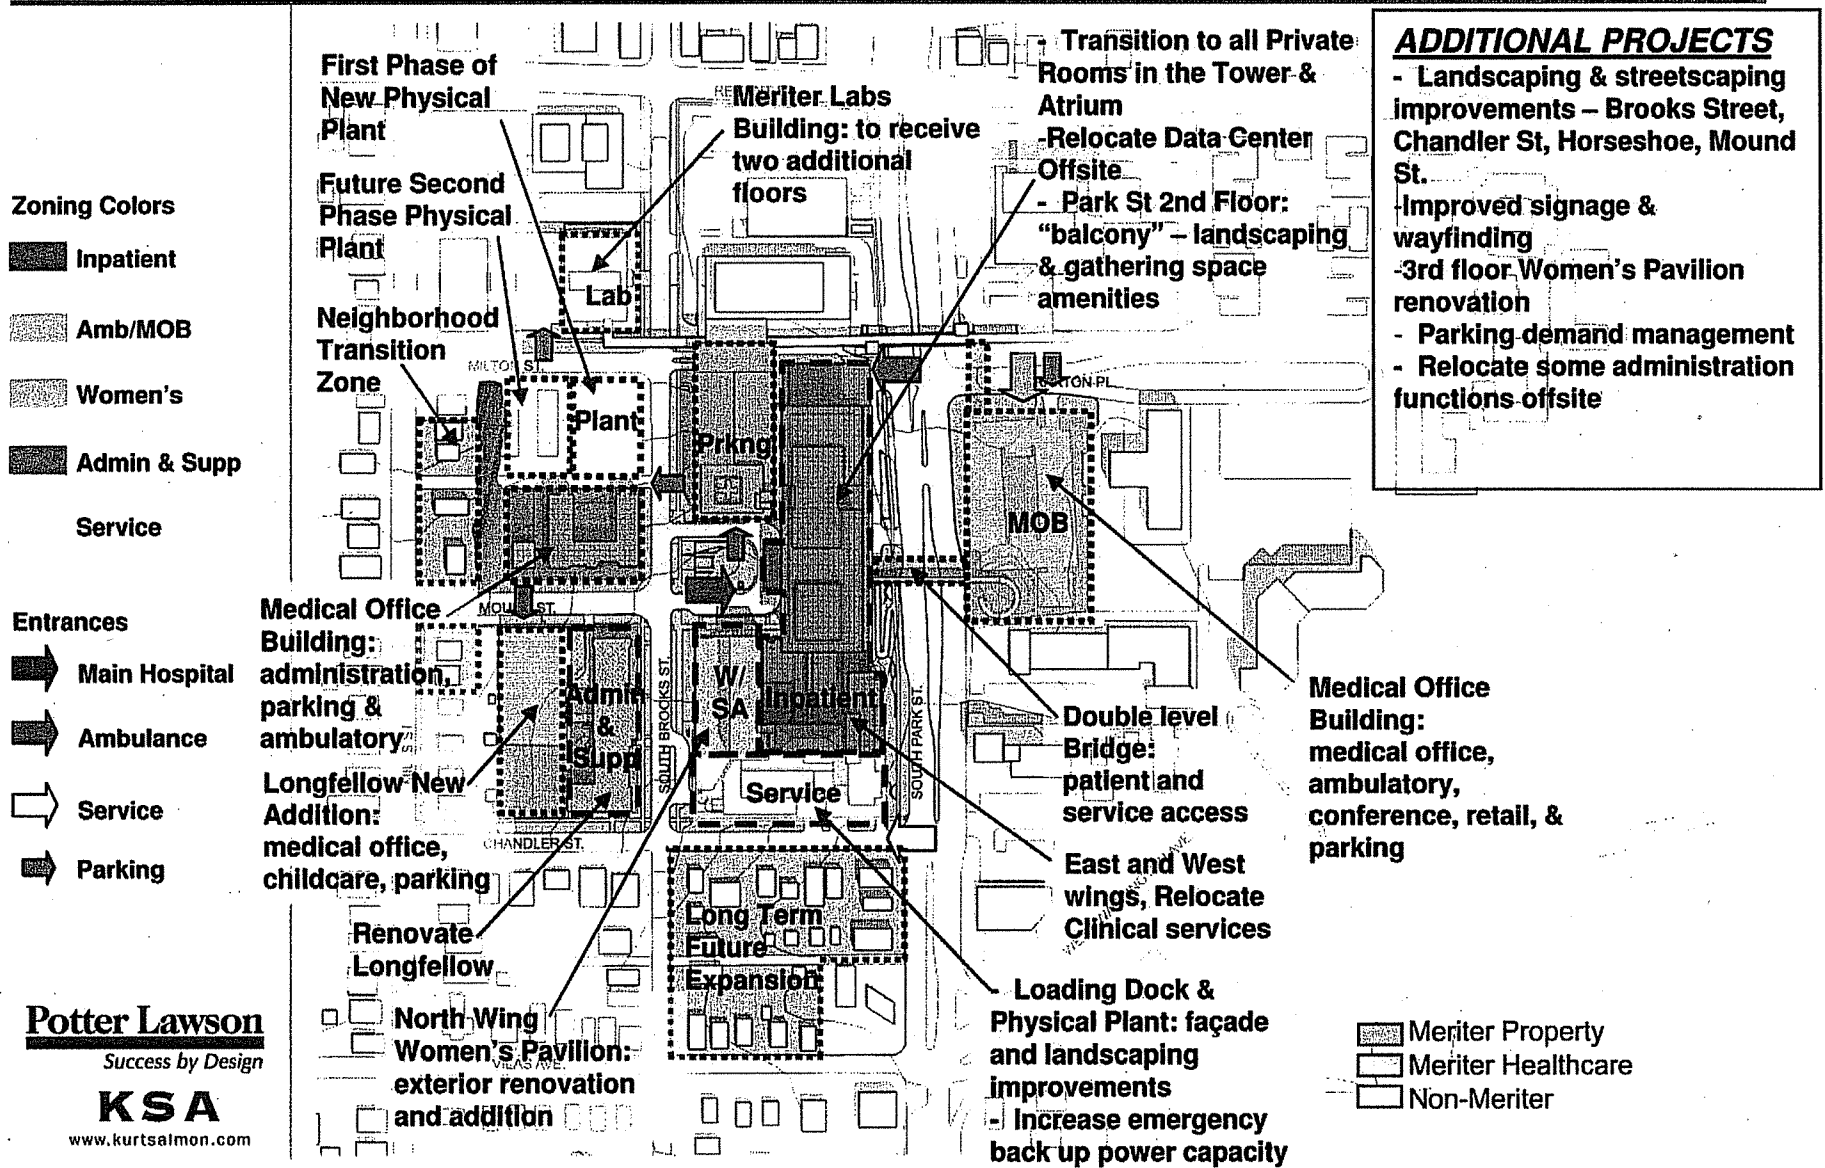 Zoning Colors
Inpatient
Amb/MOB
Women's
Admin & Supp
Service
Entrances
Main Hospital
Ambulance
Service
Parking
Potter Lawson
Success by Design
KSA
www.kurtsalmon.com
First Phase of
New Physical
Plant
Future Second
Phase Physical
Plant
Neighborhood
Transition
Zone
Meriter Labs
Building: to receive
two additional
floors
- Transition to all Private
Rooms in the Tower &
Atrium
-Relocate Data Center
Offsite
- Park St 2nd Floor:
“balcony” – landscaping
& gathering space
amenities
ADDITIONAL PROJECTS
- Landscaping & streetscaping
improvements – Brooks Street,
Chandler St, Horseshoe, Mound
St.
-Improved signage &
wayfinding
-3rd floor Women's Pavilion
renovation
- Parking demand management
- Relocate some administration
functions offsite
Lab
MILTON ST.
Plant
Prkng
MOB
Medical Office
Building:
administration,
parking &
ambulatory
Longfellow New
Addition:
medical office,
childcare, parking
Renovate
Longfellow
North Wing
Women's Pavilion:
exterior renovation
and addition
Admin
&
Supp
SOUTH BROOKS ST.
W/
SA
Inpatient
SOUTH PARK ST.
Service
CHANDLER ST.
Long Term
Future
Expansion
VILAS AVE.
Double level
Bridge:
patient and
service access
East and West
wings, Relocate
Clinical services
- Loading Dock &
Physical Plant: façade
and landscaping
improvements
- Increase emergency
back up power capacity
Medical Office
Building:
medical office,
ambulatory,
conference, retail, &
parking
Meriter Property
Meriter Healthcare
Non-Meriter